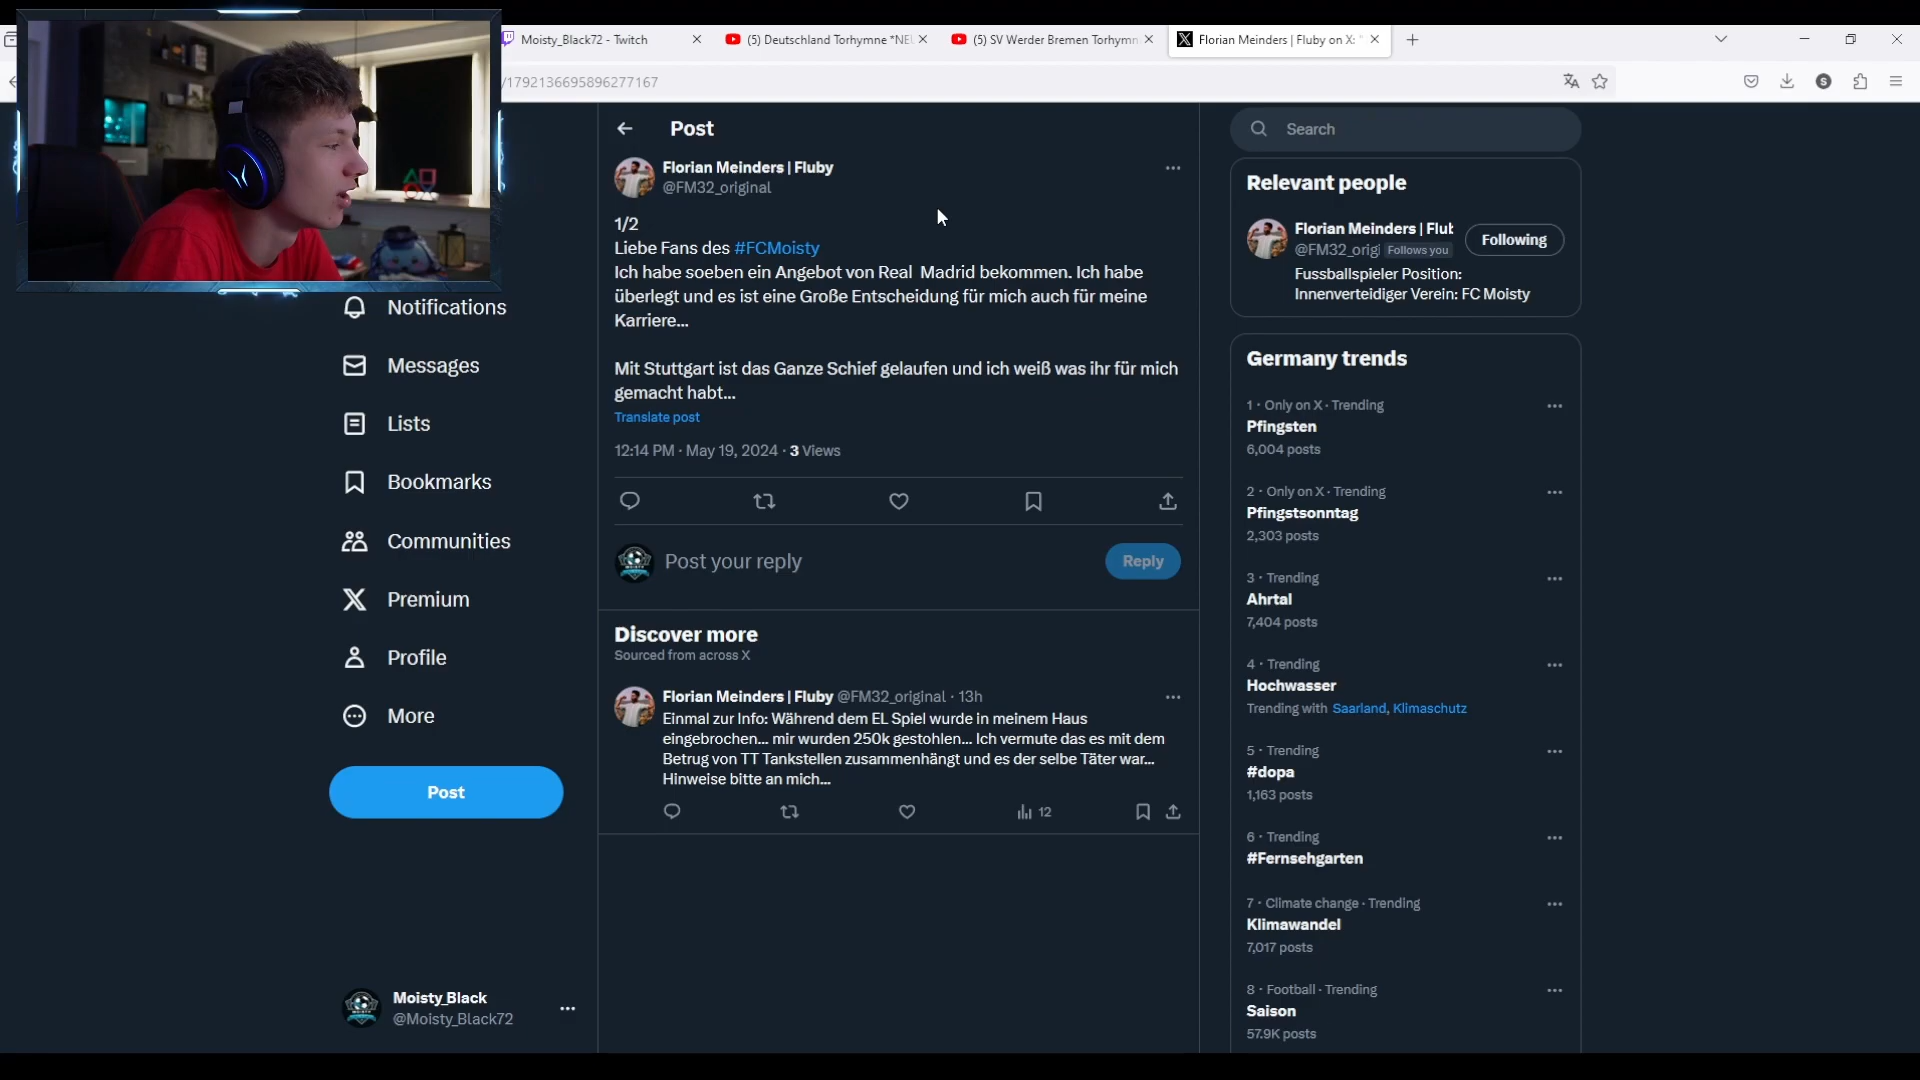 Moisty_Black72 - Twitch
(5) Deutschland Torhymne *NEU
(5) SV Werder Bremen Torhymn
Florian Meinders | Fluby on X: "
/1792136695896277167
Notifications
Messages
Lists
Bookmarks
Communities
Premium
Profile
More
Post
Moisty_Black
@Moisty_Black72
Post
Florian Meinders | Fluby
@FM32_original
1/2
Liebe Fans des #FCMoisty
Ich habe soeben ein Angebot von Real Madrid bekommen. Ich habe
überlegt und es ist eine Große Entscheidung für mich auch für meine
Karriere...
Mit Stuttgart ist das Ganze Schief gelaufen und ich weiß was ihr für mich
gemacht habt...
Translate post
12:14 PM · May 19, 2024 · 3 Views
Post your reply
Reply
Discover more
Sourced from across X
Florian Meinders | Fluby @FM32_original · 13h
Einmal zur Info: Während dem EL Spiel wurde in meinem Haus
eingebrochen... mir wurden 250k gestohlen... Ich vermute das es mit dem
Betrug von TT Tankstellen zusammenhängt und es der selbe Täter war...
Hinweise bitte an mich...
12
Search
Relevant people
Florian Meinders | Flub
@FM32_orig Follows you
Following
Fussballspieler Position:
Innenverteidiger Verein: FC Moisty
Germany trends
1 · Only on X · Trending
Pfingsten
6,004 posts
2 · Only on X · Trending
Pfingstsonntag
2,303 posts
3 · Trending
Ahrtal
7,404 posts
4 · Trending
Hochwasser
Trending with Saarland, Klimaschutz
5 · Trending
#dopa
1,163 posts
6 · Trending
#Fernsehgarten
7 · Climate change · Trending
Klimawandel
7,017 posts
8 · Football · Trending
Saison
57.9K posts